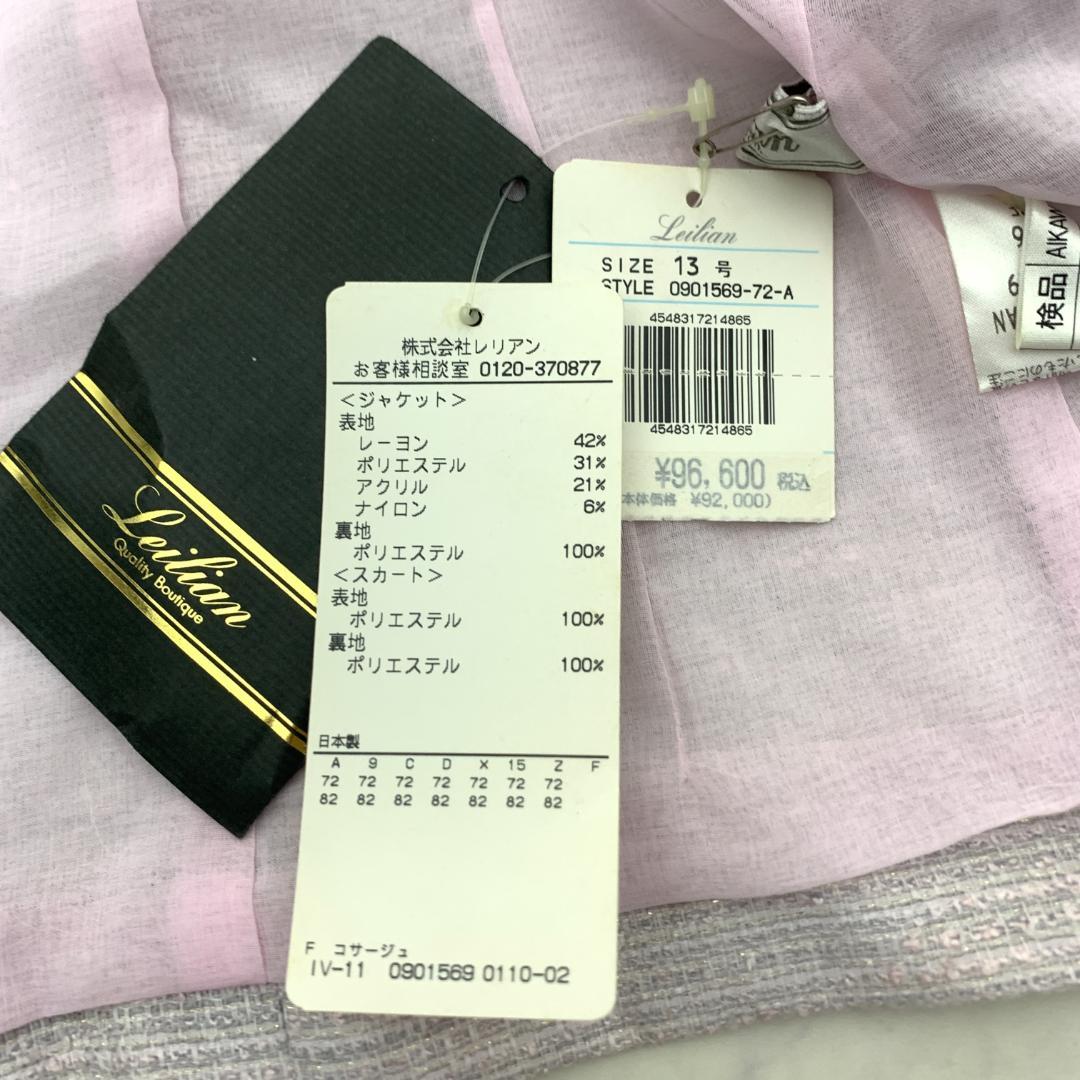 Leilian
Quality Boutique
Leilian
SIZE 13 号
STYLE 0901569-72-A
4548317214865
4548317214865
¥96,600 税込
本体価格 ¥92,000)
株式会社レリアン
お客様相談室 0120-370877
<ジャケット>
表地
レーヨン 42%
ポリエステル 31%
アクリル 21%
ナイロン 6%
裏地
ポリエステル 100%
<スカート>
表地
ポリエステル 100%
裏地
ポリエステル 100%
日本製
A 9 C D X 15 Z F
72 72 72 72 72 72 72
82 82 82 82 82 82 82
F コサージュ
IV-11 0901569 0110-02
検品